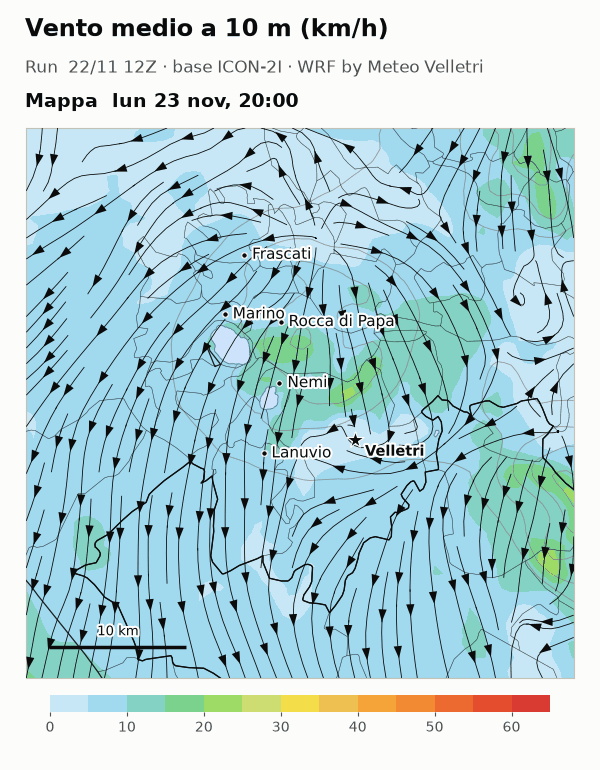 Vento medio a 10 m (km/h)
Run  22/11 12Z · base ICON-2I · WRF by Meteo Velletri
Mappa  lun 23 nov, 20:00
Frascati
Marino
Rocca di Papa
Nemi
Velletri
Lanuvio
10 km
0 10 20 30 40 50 60